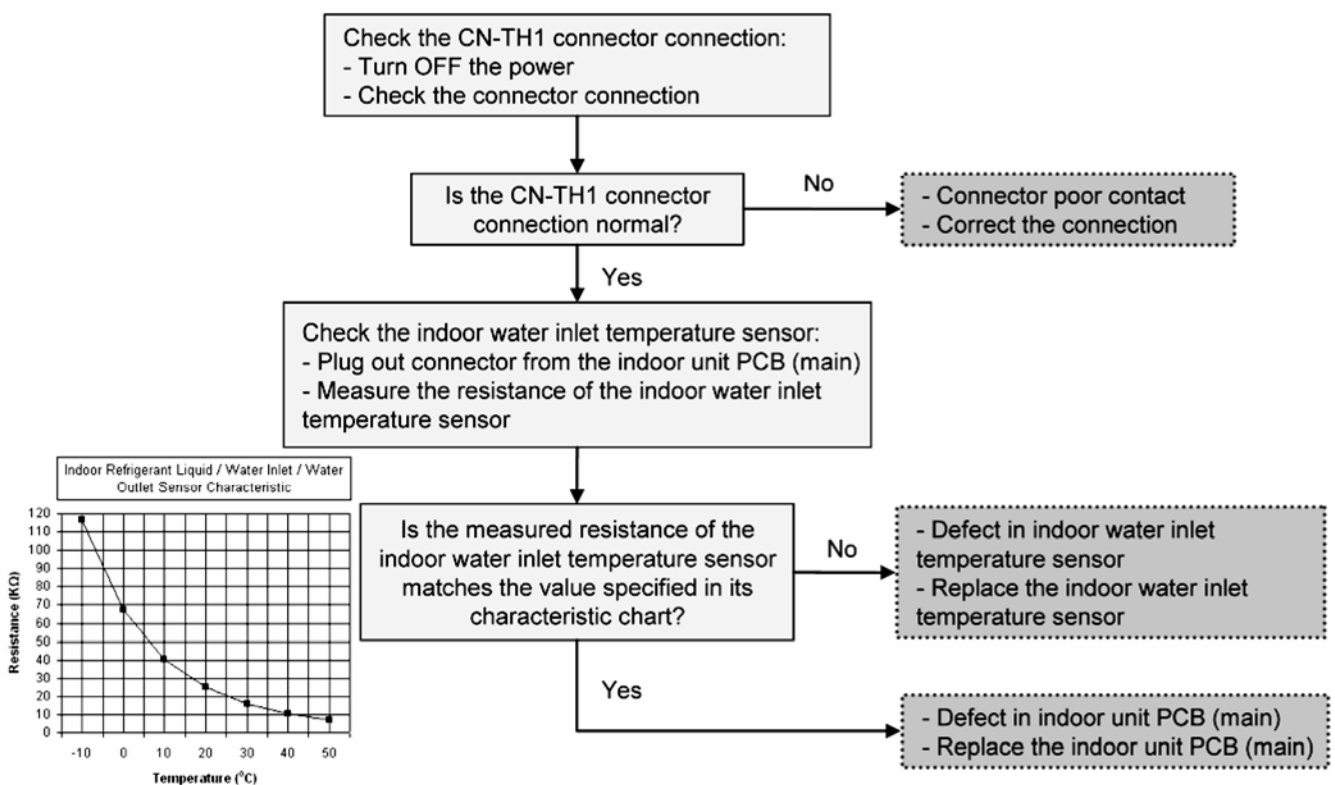 Check the CN-TH1 connector connection:
- Turn OFF the power
- Check the connector connection
Is the CN-TH1 connector
connection normal?
No
- Connector poor contact
- Correct the connection
Yes
Check the indoor water inlet temperature sensor:
- Plug out connector from the indoor unit PCB (main)
- Measure the resistance of the indoor water inlet
temperature sensor
Indoor Refrigerant Liquid / Water Inlet / Water
Outlet Sensor Characteristic
120
110
100
90
80
70
60
50
40
30
20
10
0
Resistance (KΩ)
-10 0 10 20 30 40 50
Temperature (⁰C)
Is the measured resistance of the
indoor water inlet temperature sensor
matches the value specified in its
characteristic chart?
No
- Defect in indoor water inlet
temperature sensor
- Replace the indoor water inlet
temperature sensor
Yes
- Defect in indoor unit PCB (main)
- Replace the indoor unit PCB (main)